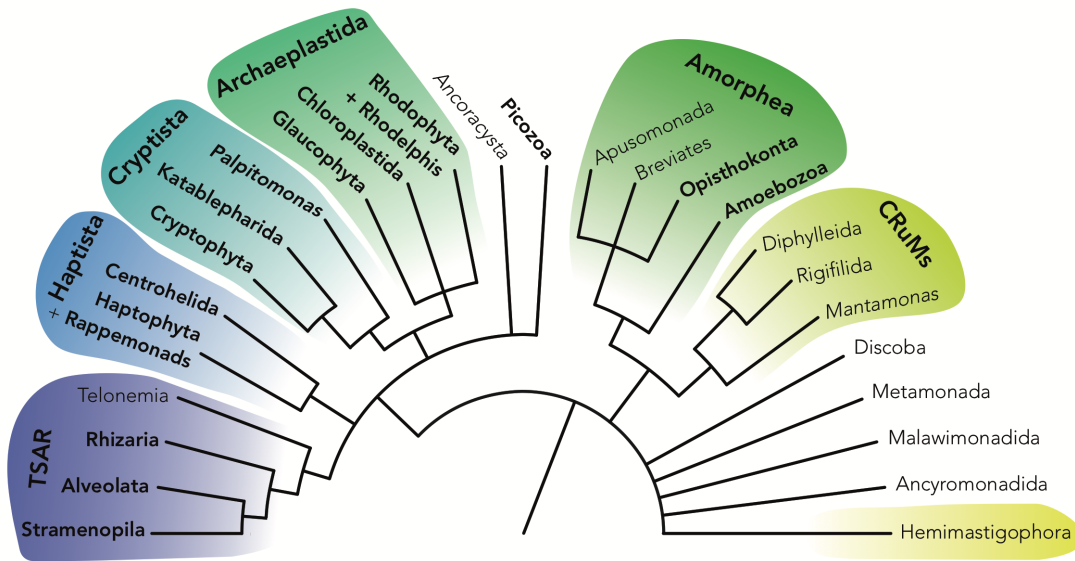 TSAR
Stramenopila
Alveolata
Rhizaria
Telonemia
Haptista
Haptophyta
+ Rappemonads
Centrohelida
Cryptista
Cryptophyta
Katablepharida
Palpitomonas
Archaeplastida
Glaucophyta
Chloroplastida
Rhodophyta
+ Rhodelphis
Ancoracysta
Picozoa
Amorphea
Apusomonada
Breviates
Opisthokonta
Amoebozoa
CRuMs
Diphylleida
Rigifilida
Mantamonas
Discoba
Metamonada
Malawimonadida
Ancyromonadida
Hemimastigophora